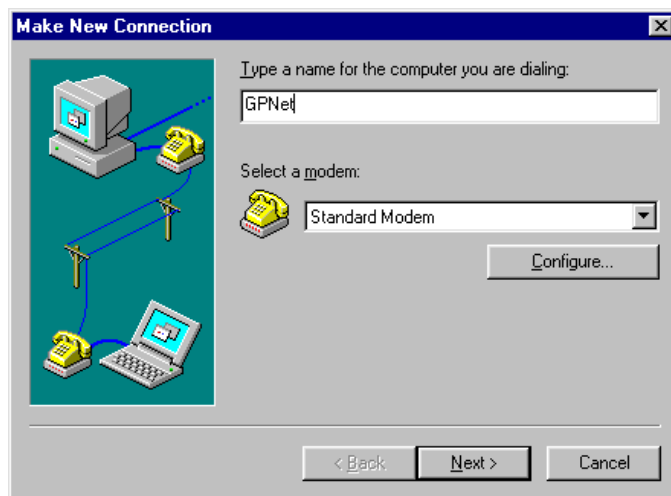 Make New Connection
Type a name for the computer you are dialing:
GPNet
Select a modem:
Standard Modem
Configure...
< Back
Next >
Cancel